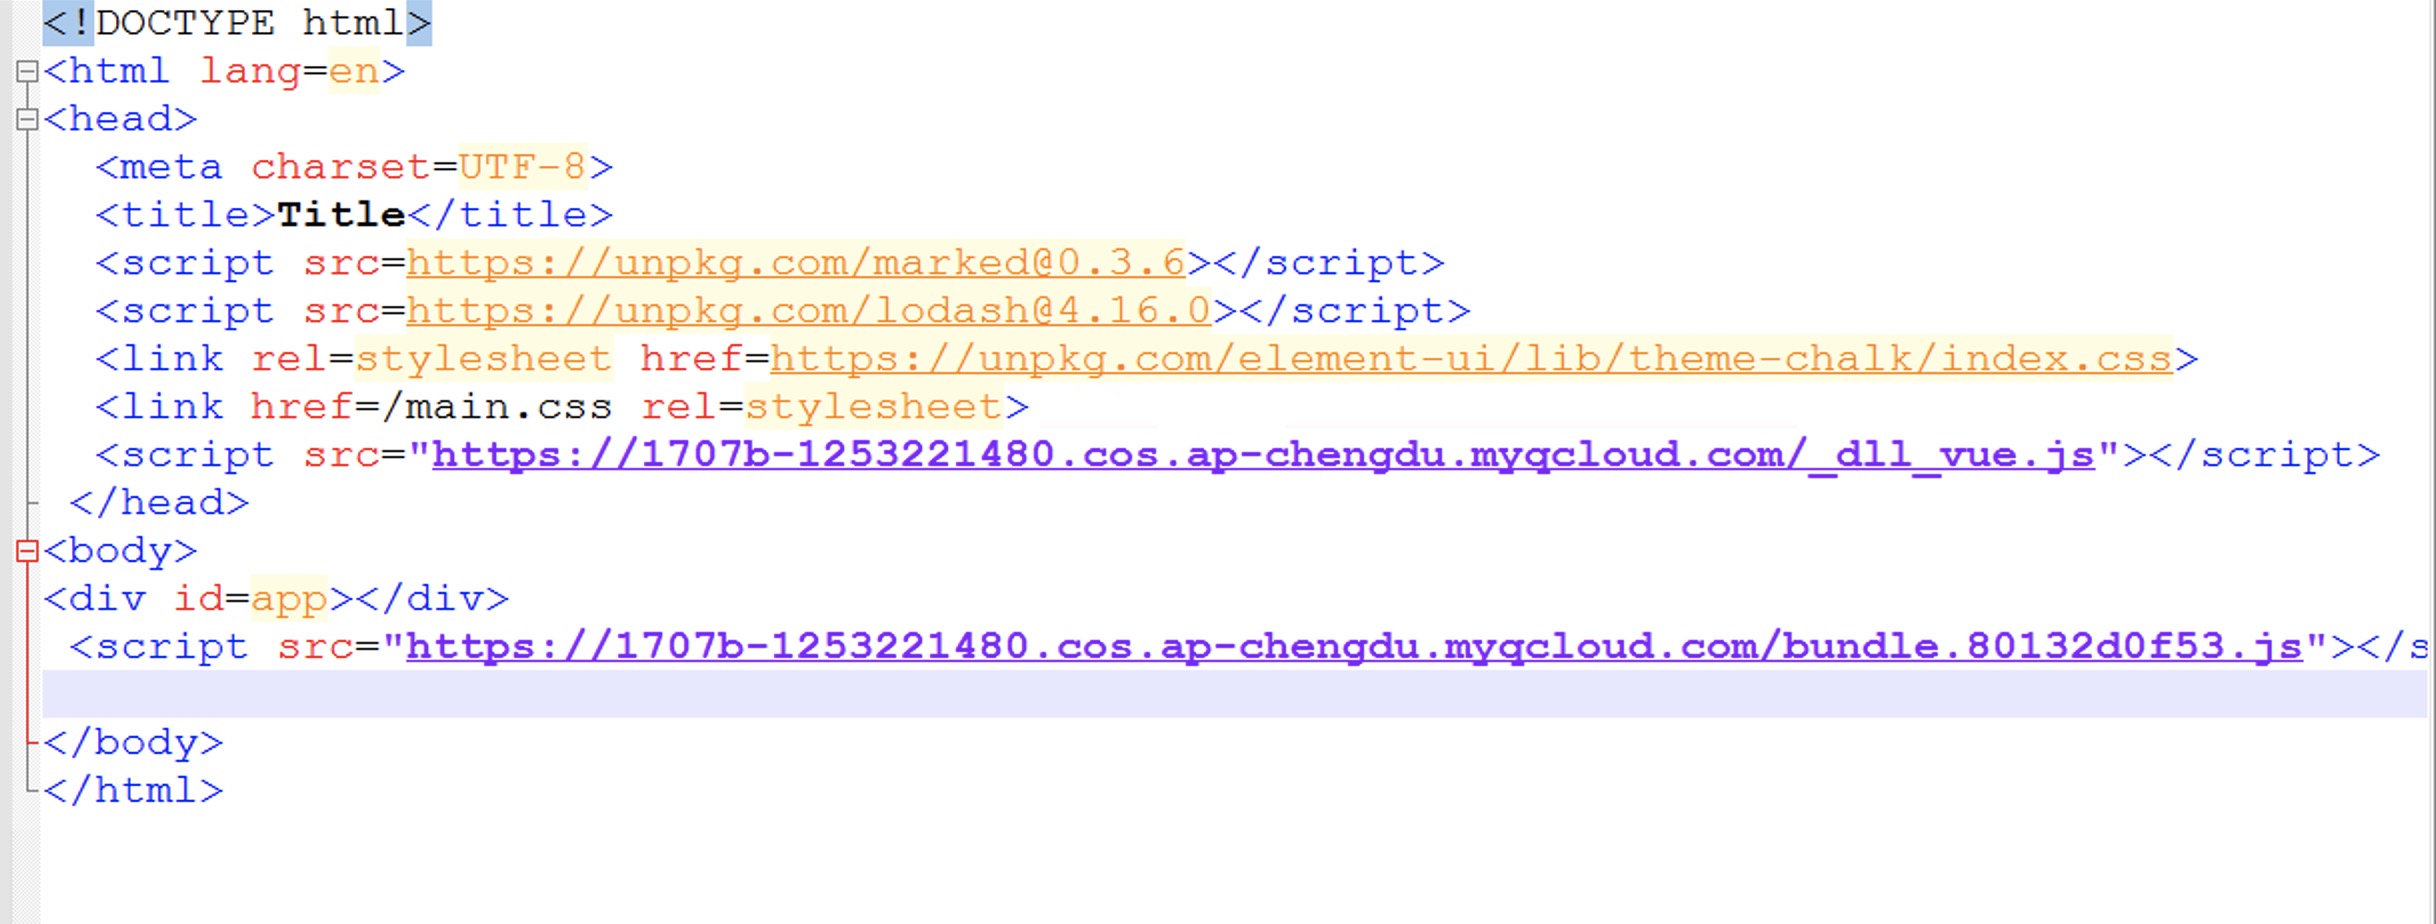 <!DOCTYPE html>
<html lang=en>
<head>
<meta charset=UTF-8>
<title>Title</title>
<script src=https://unpkg.com/marked@0.3.6></script>
<script src=https://unpkg.com/lodash@4.16.0></script>
<link rel=stylesheet href=https://unpkg.com/element-ui/lib/theme-chalk/index.css>
<link href=/main.css rel=stylesheet>
<script src="https://1707b-1253221480.cos.ap-chengdu.myqcloud.com/_dll_vue.js"></script>
</head>
<body>
<div id=app></div>
<script src="https://1707b-1253221480.cos.ap-chengdu.myqcloud.com/bundle.80132d0f53.js"></s
</body>
</html>